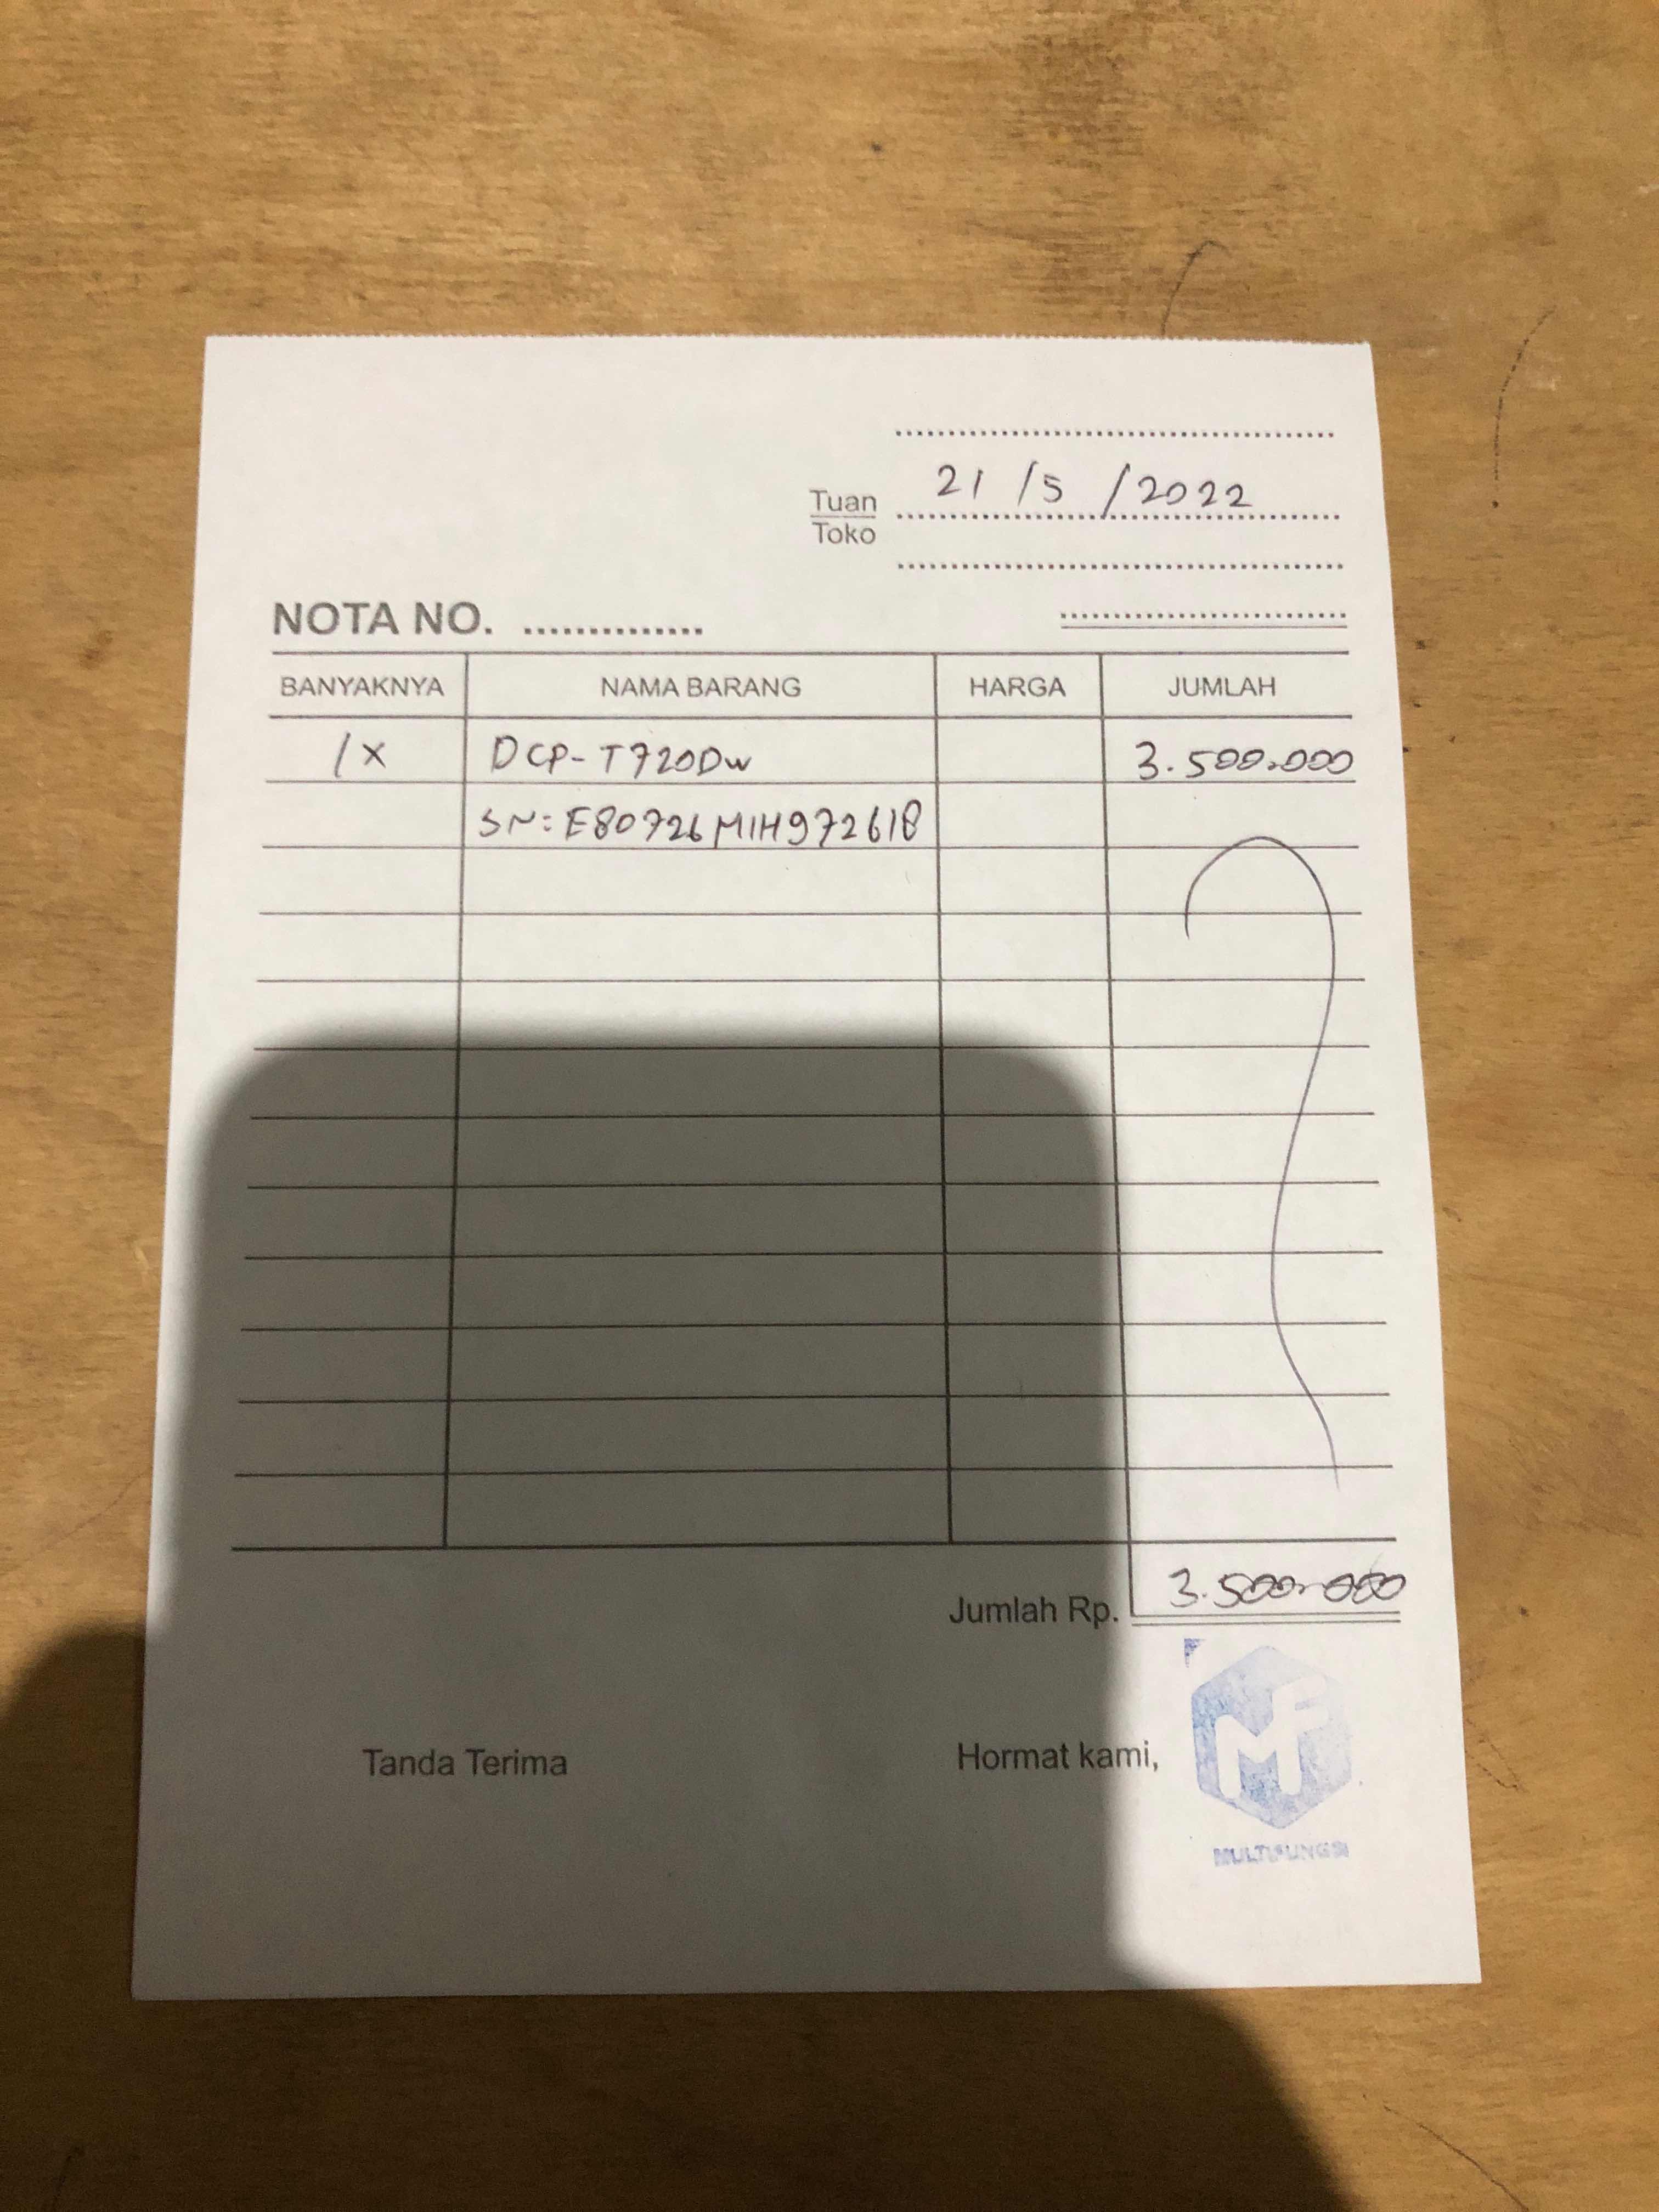 21/5/2022
Tuan
Toko
NOTA NO. ..............
BANYAKNYA NAMA BARANG HARGA JUMLAH
1x DCP-T720DW 3.500.000
SN: E80726M1H972618
Jumlah Rp. 3.500.000
Tanda Terima Hormat kami,
MF
MULTIFUNGSI